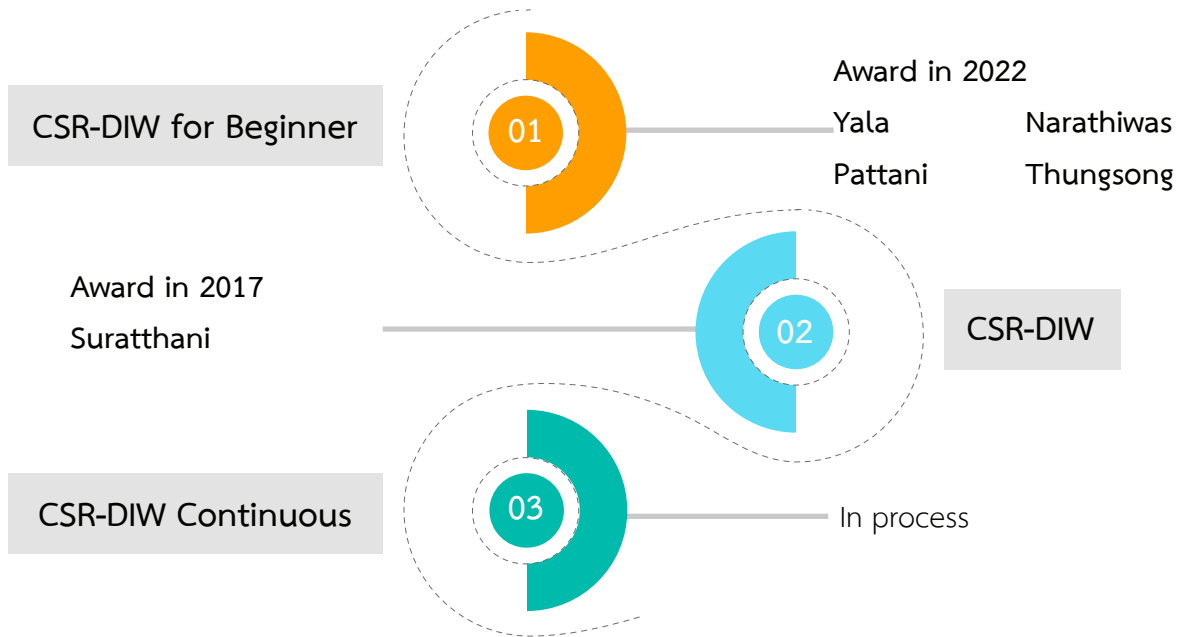 CSR-DIW for Beginner
01
Award in 2022
Yala Narathiwas
Pattani Thungsong
Award in 2017
Suratthani
02
CSR-DIW
CSR-DIW Continuous
03
In process